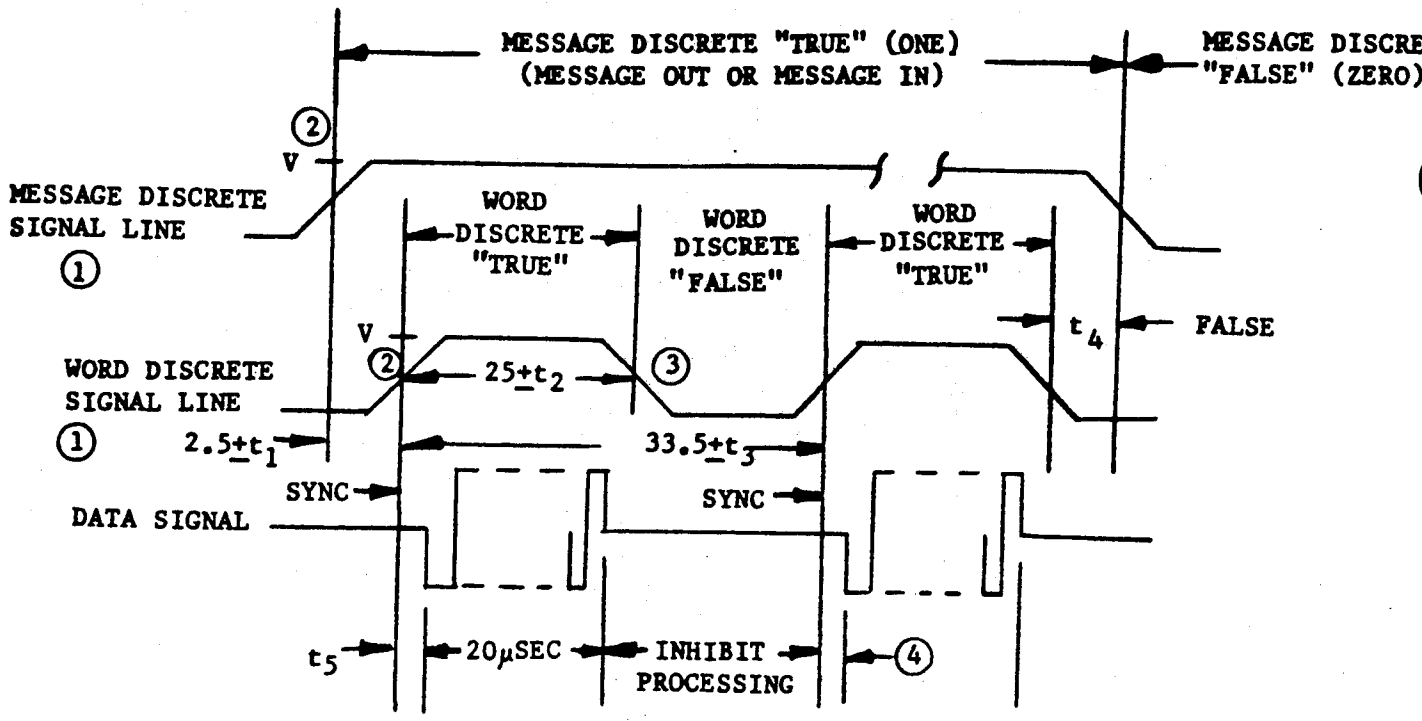 MESSAGE DISCRETE "TRUE" (ONE)
(MESSAGE OUT OR MESSAGE IN)
MESSAGE DISCRE
"FALSE" (ZERO)
②
V
MESSAGE DISCRETE
SIGNAL LINE
①
WORD
DISCRETE
"TRUE"
WORD
DISCRETE
"FALSE"
WORD
DISCRETE
"TRUE"
t4
FALSE
V
②
25±t2
③
WORD DISCRETE
SIGNAL LINE
①
2.5±t1
33.5±t3
SYNC
SYNC
DATA SIGNAL
t5
20μSEC
INHIBIT
PROCESSING
④